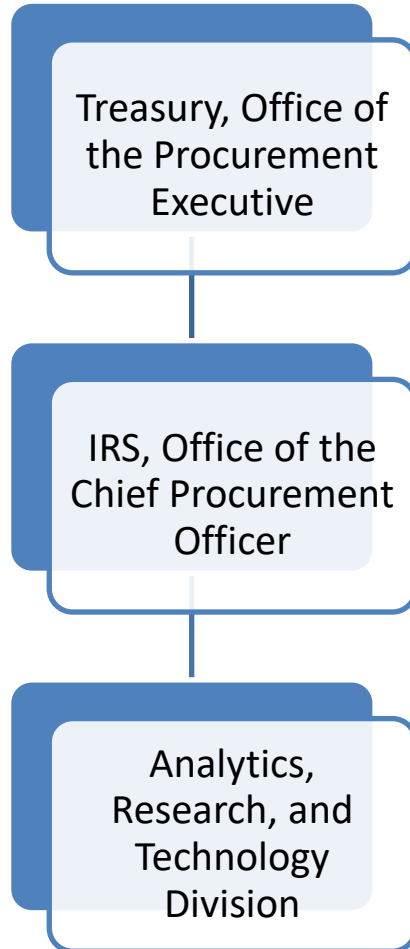 Treasury, Office of
the Procurement
Executive
IRS, Office of the
Chief Procurement
Officer
Analytics,
Research, and
Technology
Division